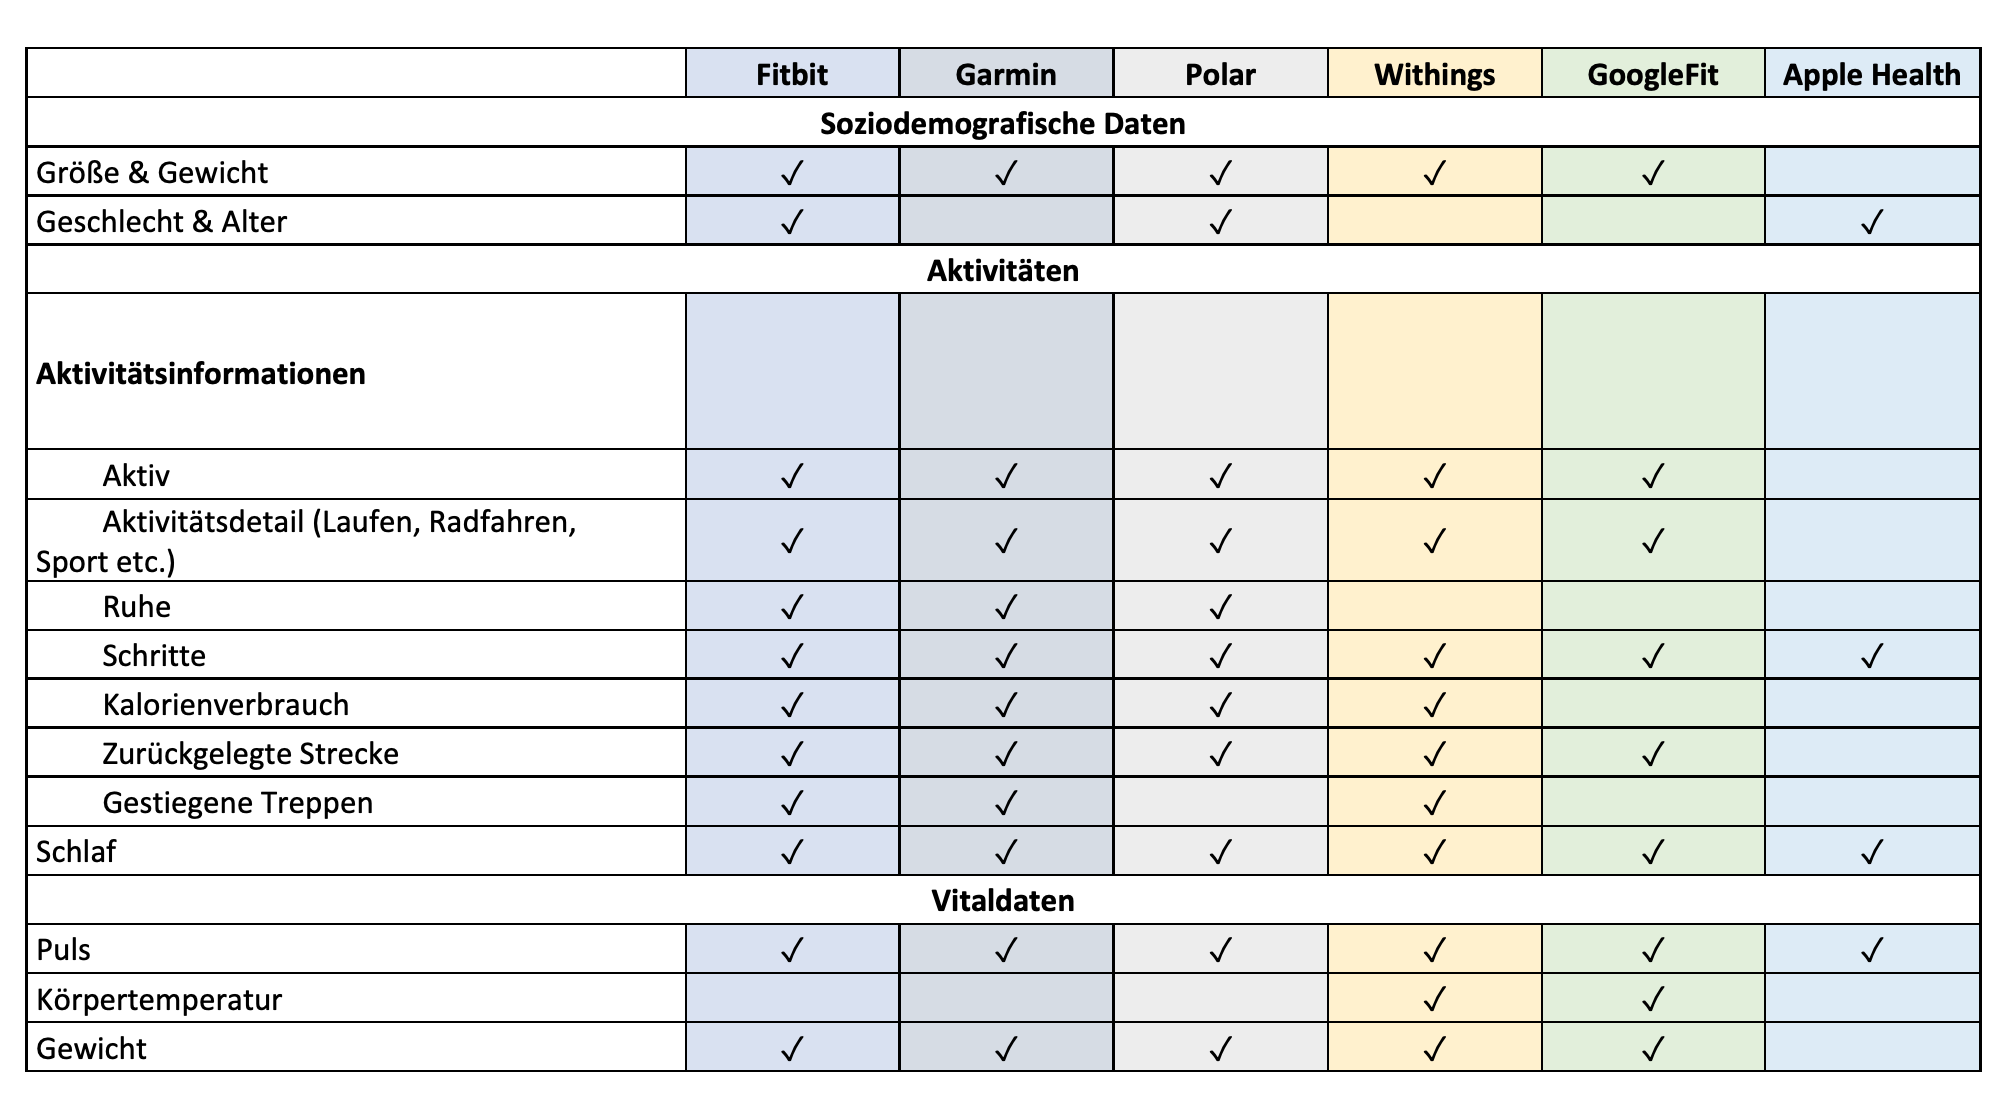 Fitbit Garmin Polar Withings GoogleFit Apple Health
Soziodemografische Daten
Größe & Gewicht ✓ ✓ ✓ ✓ ✓
Geschlecht & Alter ✓ ✓ ✓
Aktivitäten
Aktivitätsinformationen
Aktiv ✓ ✓ ✓ ✓ ✓
Aktivitätsdetail (Laufen, Radfahren,
Sport etc.) ✓ ✓ ✓ ✓ ✓
Ruhe ✓ ✓ ✓
Schritte ✓ ✓ ✓ ✓ ✓ ✓
Kalorienverbrauch ✓ ✓ ✓ ✓
Zurückgelegte Strecke ✓ ✓ ✓ ✓ ✓
Gestiegene Treppen ✓ ✓ ✓
Schlaf ✓ ✓ ✓ ✓ ✓ ✓
Vitaldaten
Puls ✓ ✓ ✓ ✓ ✓ ✓
Körpertemperatur ✓ ✓
Gewicht ✓ ✓ ✓ ✓ ✓